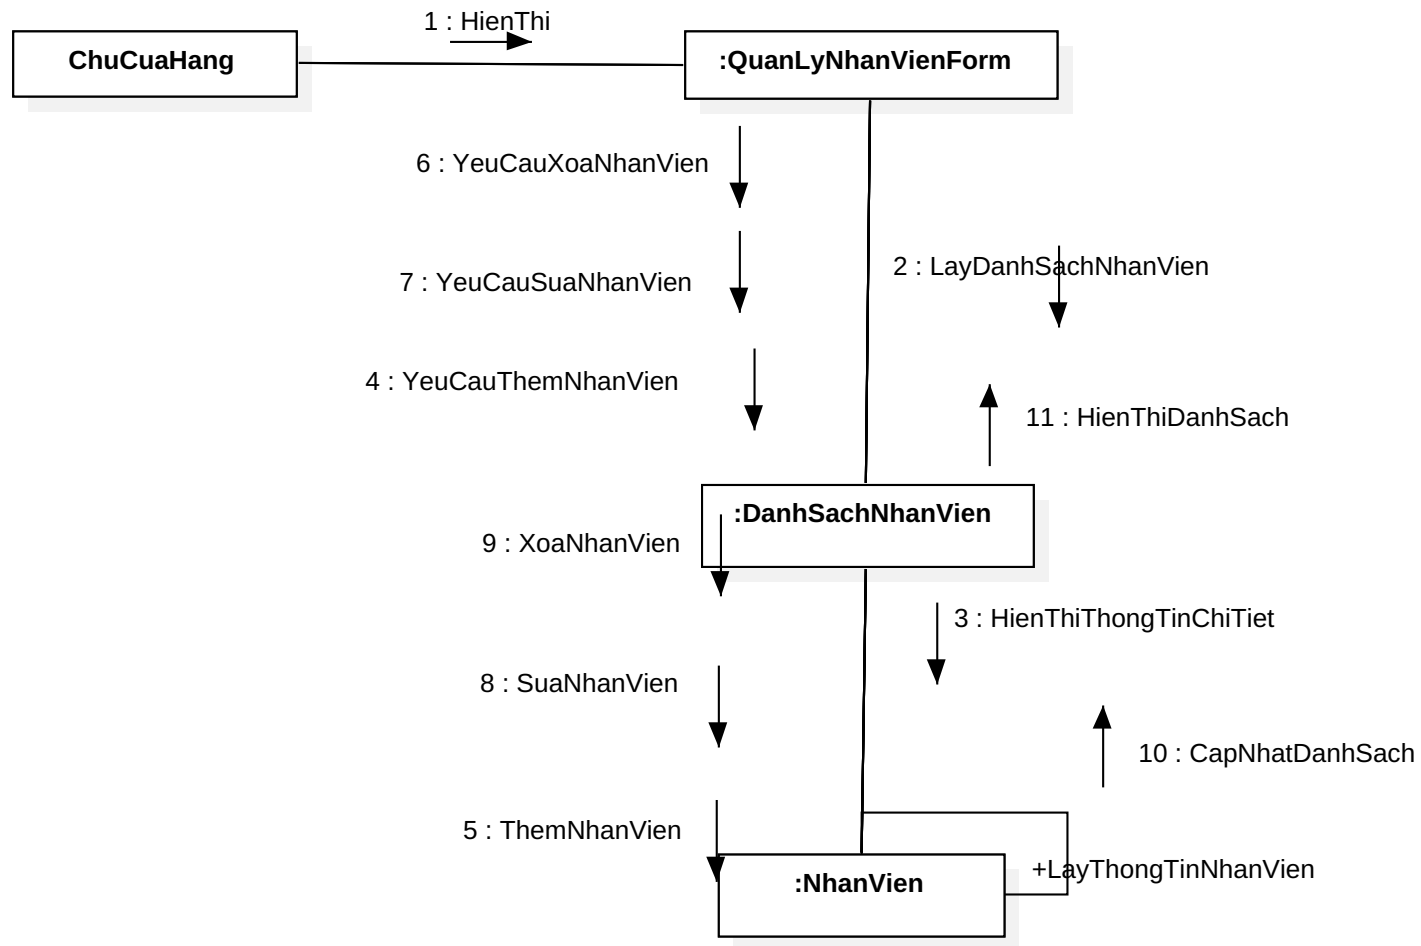 1 : HienThi
ChuCuaHang
:QuanLyNhanVienForm
6 : YeuCauXoaNhanVien
2 : LayDanhSachNhanVien
7 : YeuCauSuaNhanVien
4 : YeuCauThemNhanVien
11 : HienThiDanhSach
:DanhSachNhanVien
9 : XoaNhanVien
3 : HienThiThongTinChiTiet
8 : SuaNhanVien
10 : CapNhatDanhSach
5 : ThemNhanVien
+LayThongTinNhanVien
:NhanVien